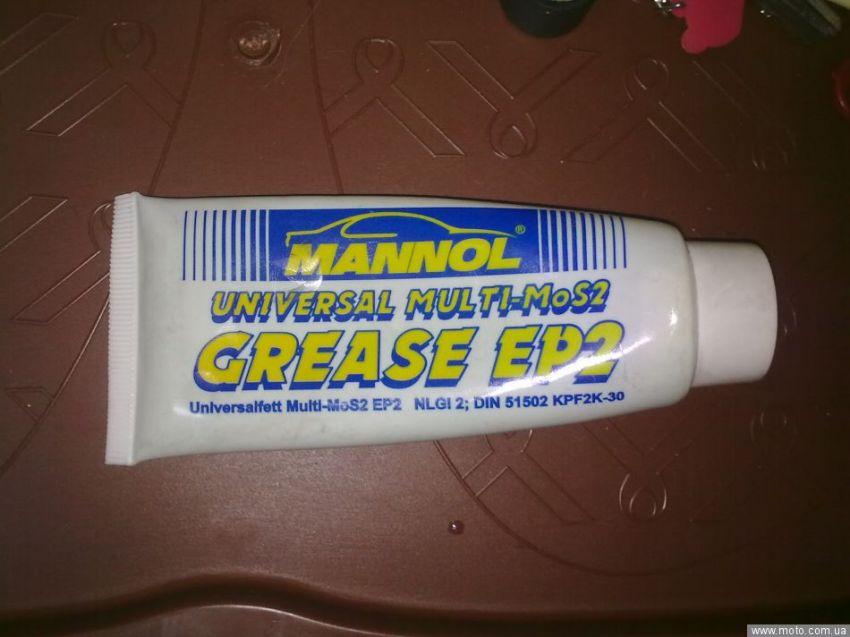 MANNOL®
UNIVERSAL MULTI-MoS2
GREASE EP2
Universalfett Multi-MoS2 EP2 NLGI 2; DIN 51502 KPF2K-30
www.moto.com.ua